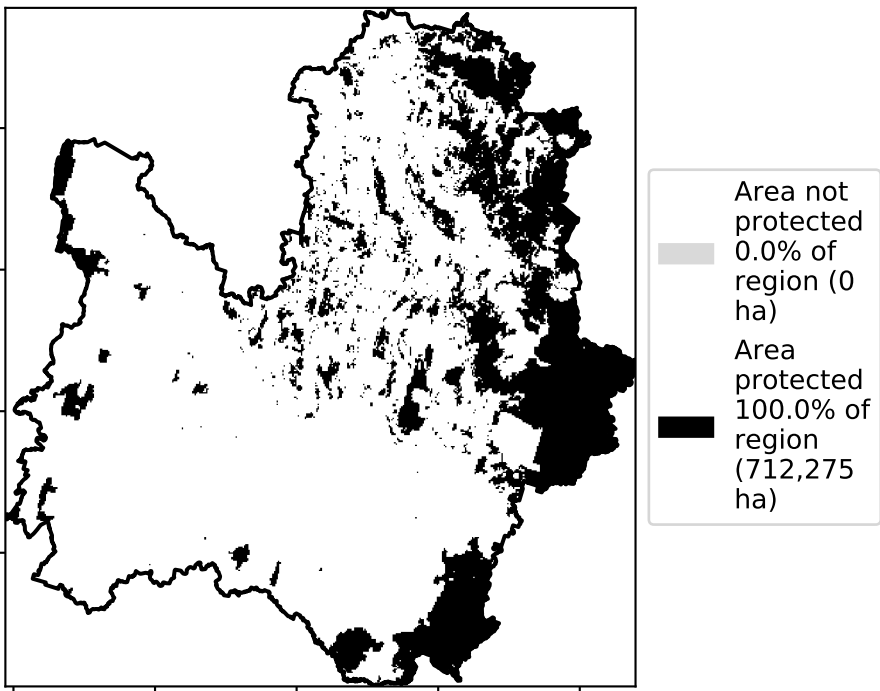 Area not
protected
0.0% of
region (0
ha)
Area
protected
100.0% of
region
(712,275
ha)